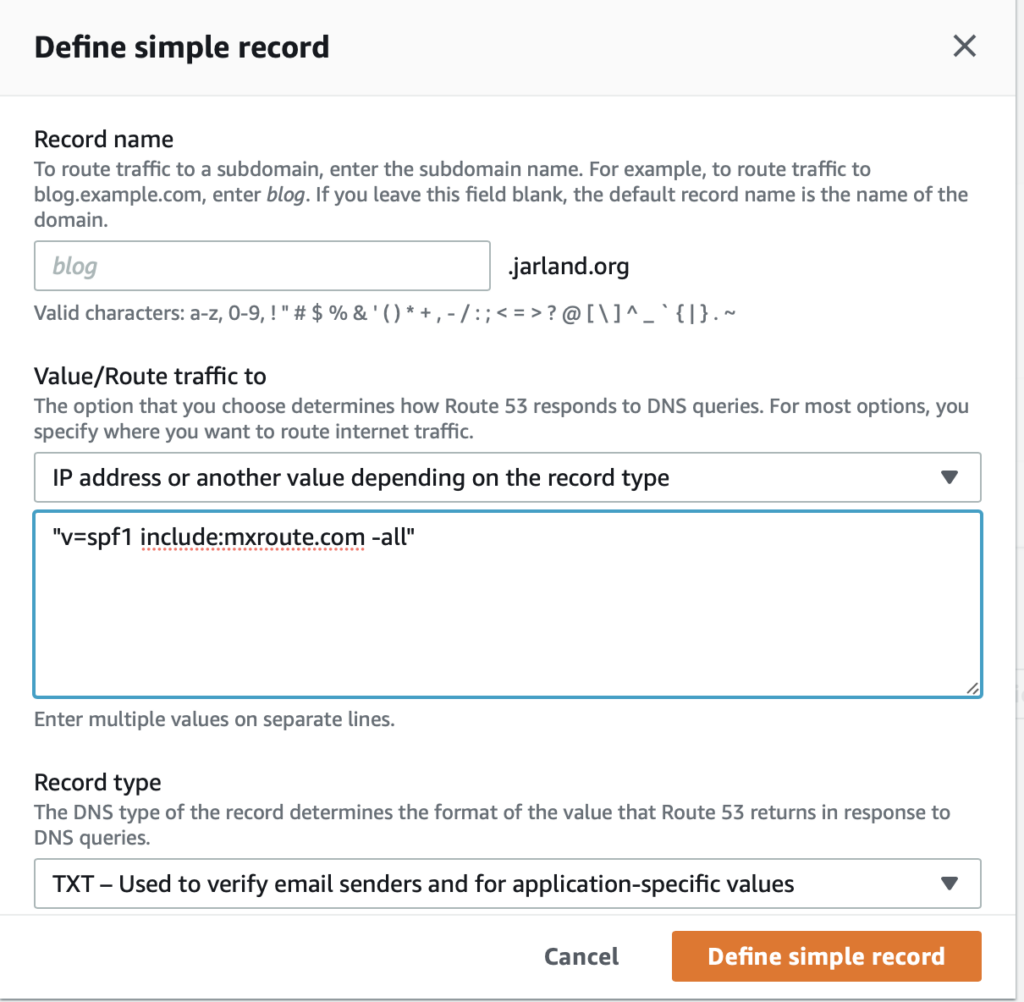 Define simple record
Record name
To route traffic to a subdomain, enter the subdomain name. For example, to route traffic to
blog.example.com, enter blog. If you leave this field blank, the default record name is the name of the
domain.
blog .jarland.org
Valid characters: a-z, 0-9, ! " # $ % & ' ( ) * + , - / : ; < = > ? @ [ \ ] ^ _ ` { | } . ~
Value/Route traffic to
The option that you choose determines how Route 53 responds to DNS queries. For most options, you
specify where you want to route internet traffic.
IP address or another value depending on the record type
"v=spf1 include:mxroute.com -all"
Enter multiple values on separate lines.
Record type
The DNS type of the record determines the format of the value that Route 53 returns in response to
DNS queries.
TXT – Used to verify email senders and for application-specific values
Cancel Define simple record